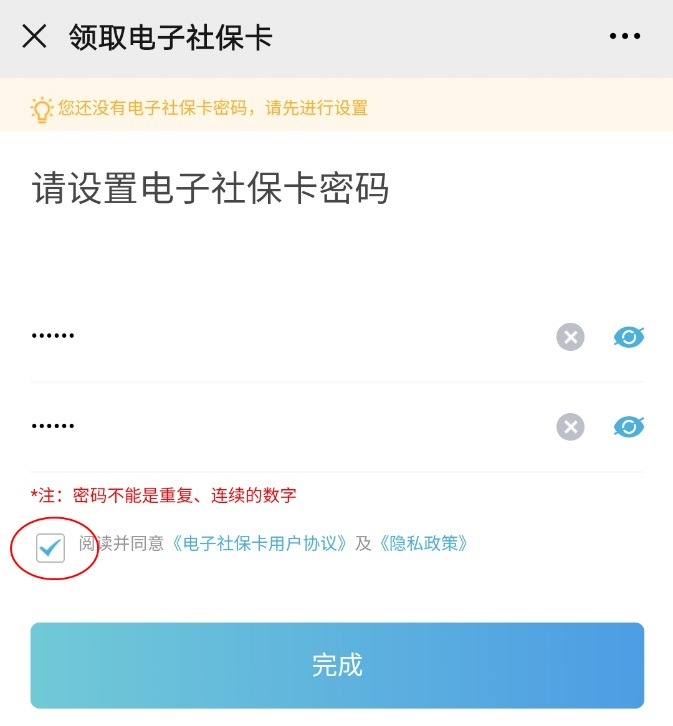 领取电子社保卡
您还没有电子社保卡密码，请先进行设置
请设置电子社保卡密码
••••••
••••••
*注：密码不能是重复、连续的数字
阅读并同意《电子社保卡用户协议》及《隐私政策》
完成